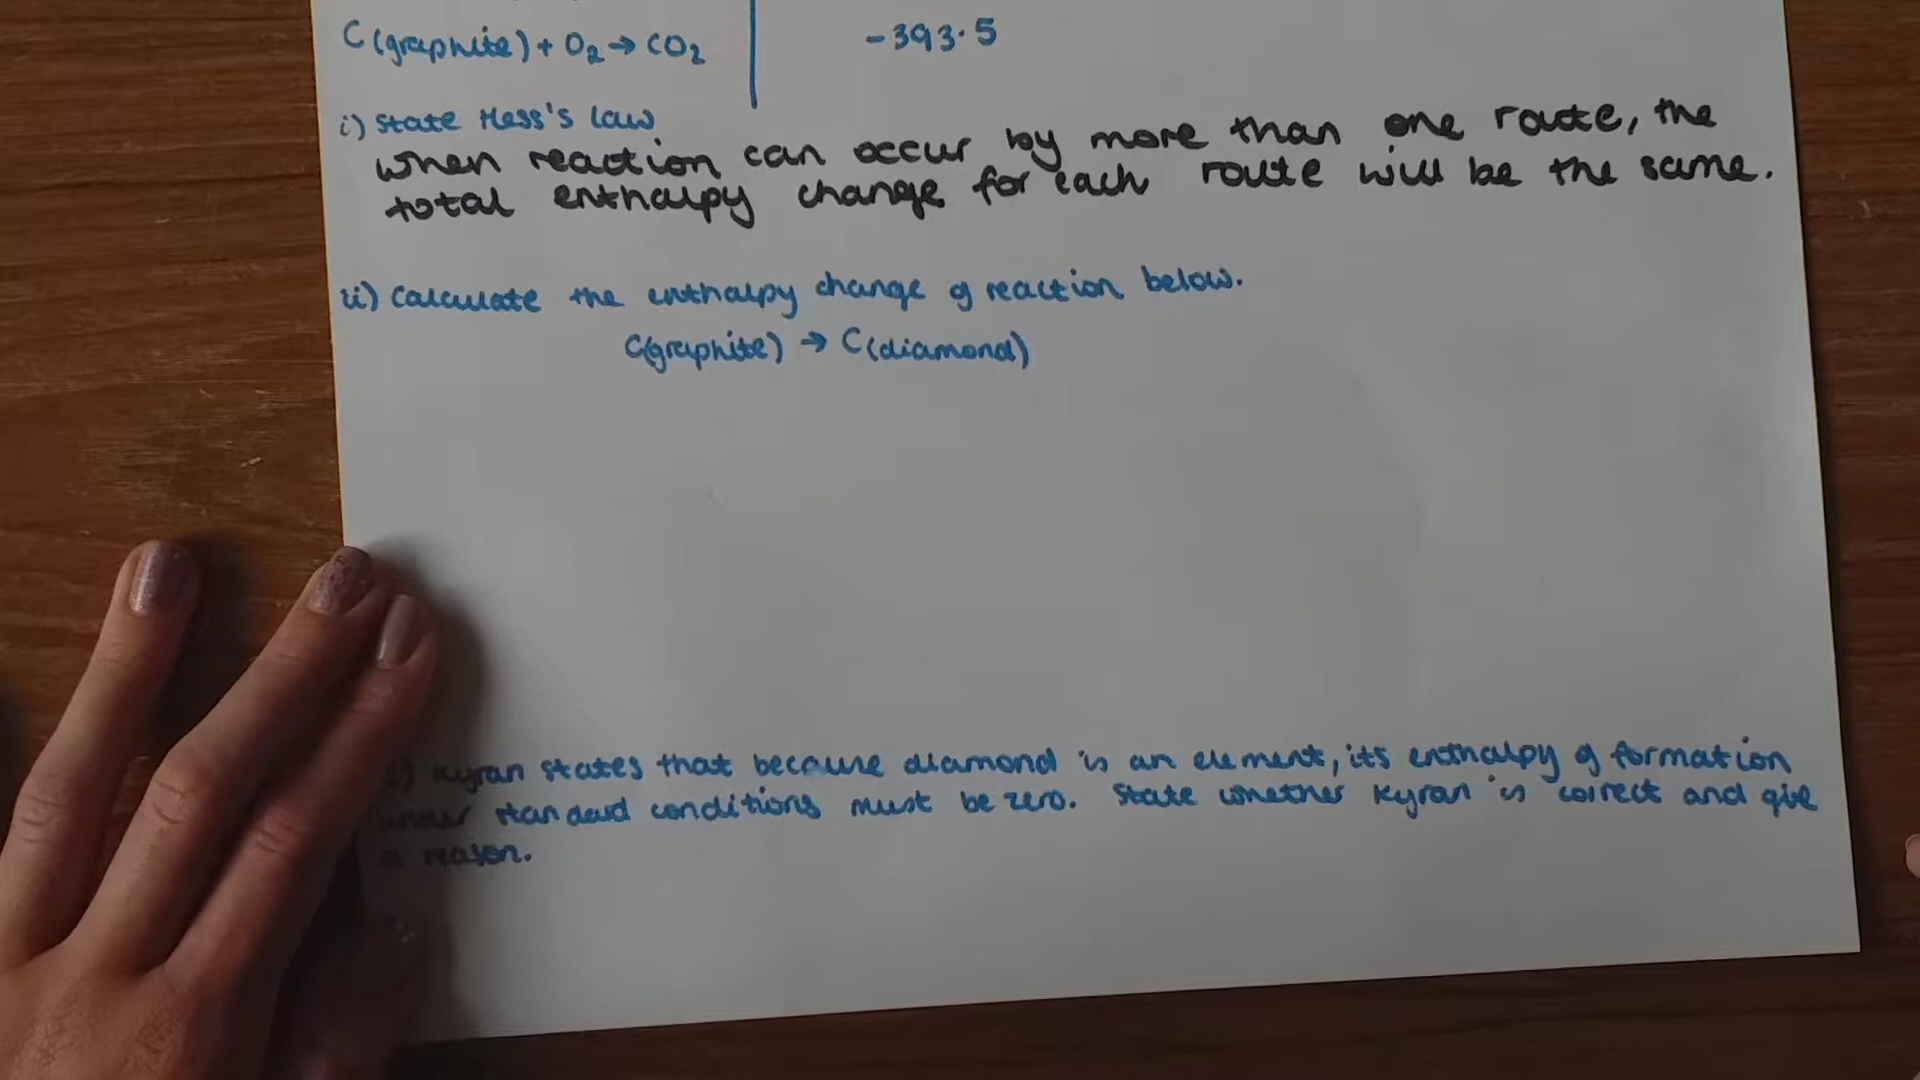 C(graphite) + O₂ → CO₂ -393.5
i) State Hess's law
when reaction can occur by more than one route, the
total enthalpy change for each route will be the same.
ii) Calculate the enthalpy change of reaction below.
C(graphite) → C(diamond)
Kyran states that because diamond is an element, its enthalpy of formation
under standard conditions must be zero. State whether Kyran is correct and give
a reason.